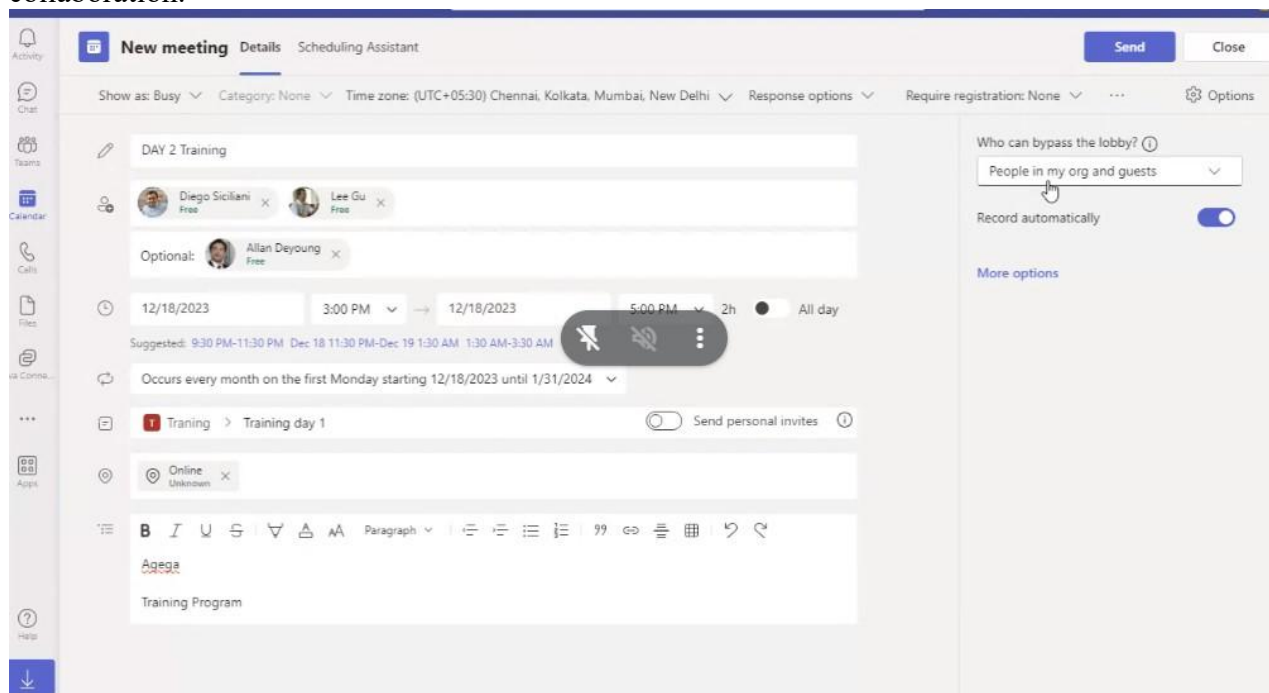 collaboration.
New meeting Details Scheduling Assistant Send Close
Show as: Busy Category: None Time zone: (UTC+05:30) Chennai, Kolkata, Mumbai, New Delhi Response options Require registration: None ... Options
Activity
Chat
Teams
Calendar
Calls
Files
va Conne...
...
Apps
Help
DAY 2 Training
Diego Siciliani
Free
Lee Gu
Free
Optional: Allan Deyoung
Free
12/18/2023 3:00 PM → 12/18/2023 5:00 PM 2h All day
Suggested: 9:30 PM-11:30 PM Dec 18 11:30 PM-Dec 19 1:30 AM 1:30 AM-3:30 AM
Occurs every month on the first Monday starting 12/18/2023 until 1/31/2024
T Traning > Training day 1 Send personal invites
Online
Unknown
B I U S Paragraph
Agega
Training Program
Who can bypass the lobby?
People in my org and guests
Record automatically
More options